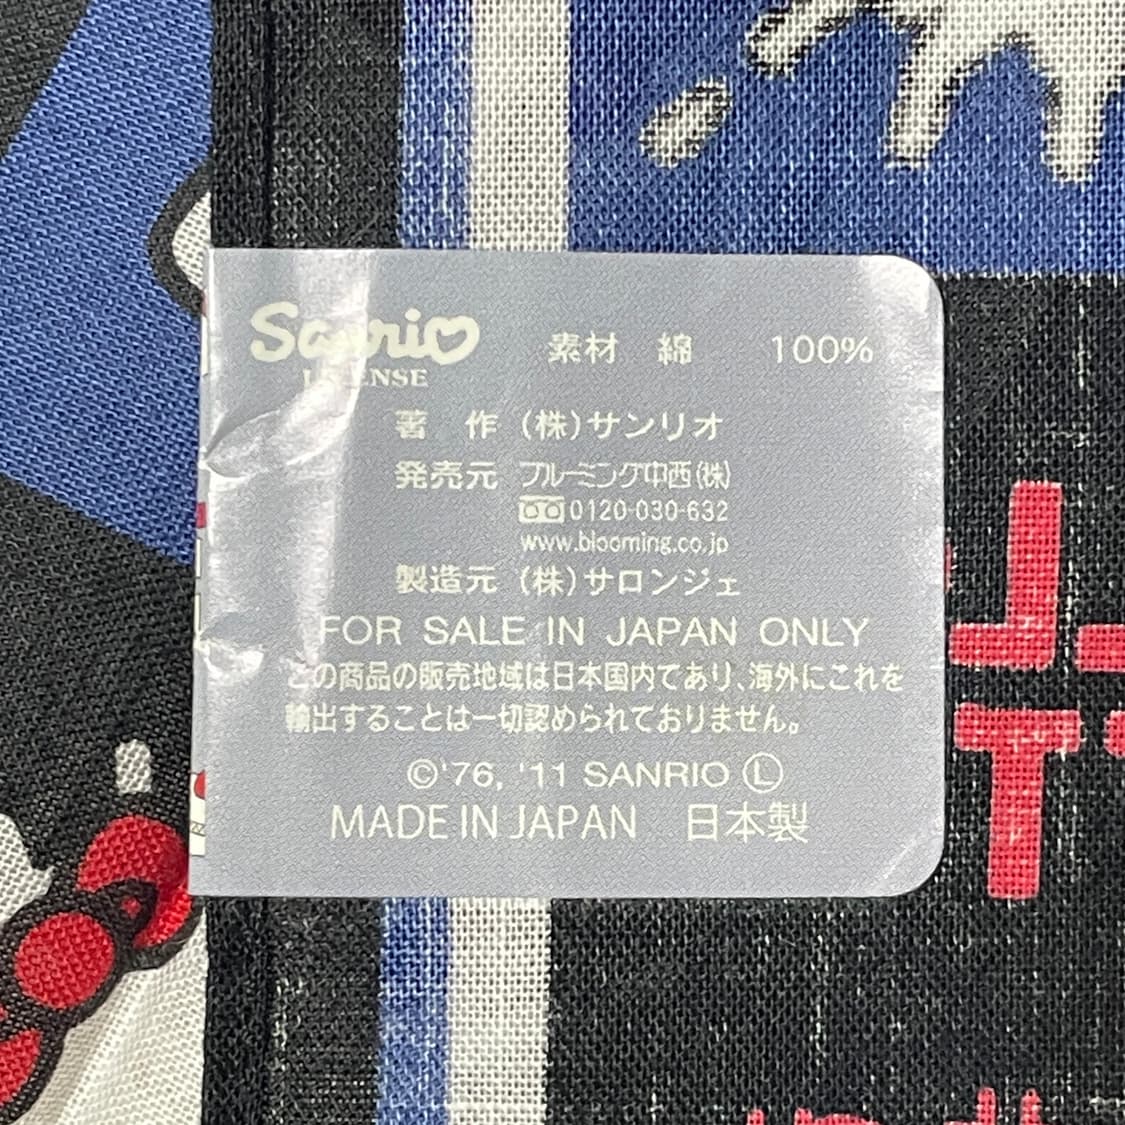 Sanrio
LICENSE
素材　綿　100%
著　作 (株)サンリオ
発売元 ブルーミング中西(株)
0120-030-632
www.blooming.co.jp
製造元 (株)サロンジェ
FOR SALE IN JAPAN ONLY
この商品の販売地域は日本国内であり、海外にこれを
輸出することは一切認められておりません。
©'76, '11 SANRIO Ⓛ
MADE IN JAPAN　日本製